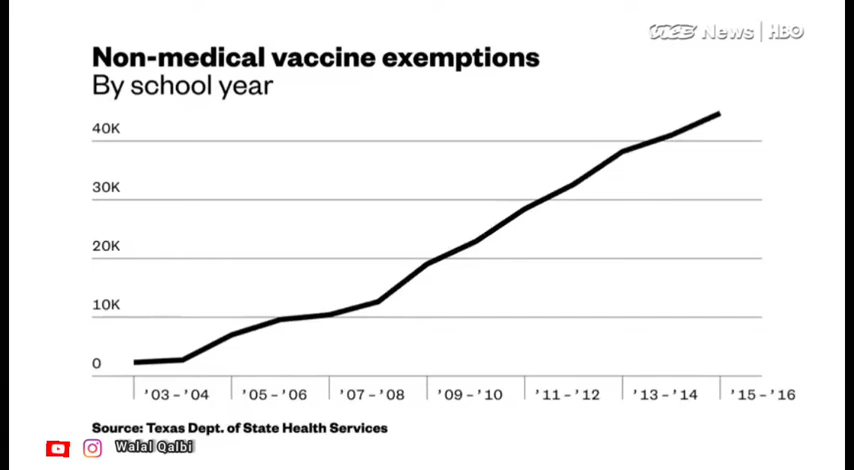 VICE News | HBO
Non-medical vaccine exemptions
By school year
40K
30K
20K
10K
0
'03-'04 '05-'06 '07-'08 '09-'10 '11-'12 '13-'14 '15-'16
Source: Texas Dept. of State Health Services
Walal Qalbi